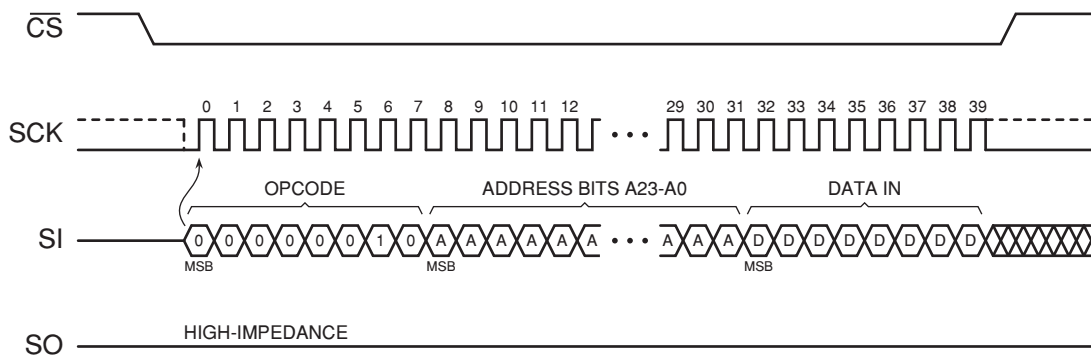 CS
0 1 2 3 4 5 6 7 8 9 10 11 12 29 30 31 32 33 34 35 36 37 38 39
SCK
OPCODE ADDRESS BITS A23-A0 DATA IN
SI 0 0 0 0 0 0 1 0 A A A A A A A A A D D D D D D D D
MSB MSB MSB
HIGH-IMPEDANCE
SO